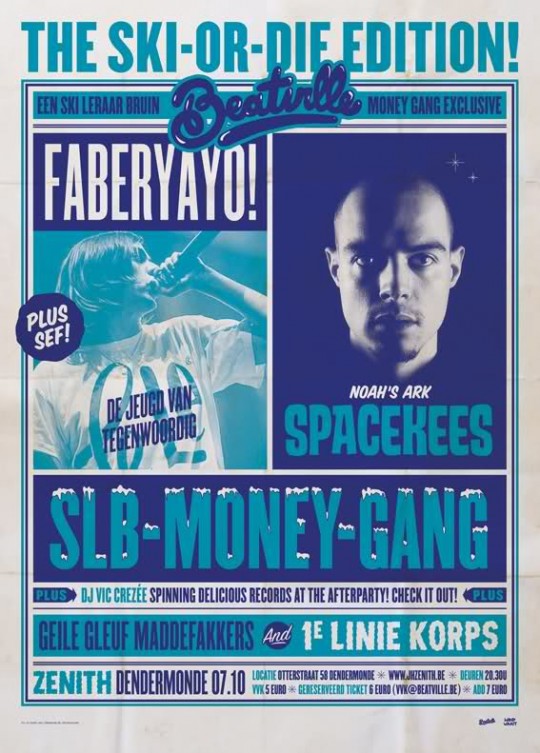 THE SKI-OR-DIE EDITION!
EEN SKI LERAAR BRUIN
Beatville
MONEY GANG EXCLUSIVE
FABERYAYO!
PLUS
SEF!
DE JEUGD VAN
TEGENWOORDIG
NOAH'S ARK
SPACEKEES
SLB-MONEY-GANG
PLUS DJ VIC CREZÉE SPINNING DELICIOUS RECORDS AT THE AFTERPARTY! CHECK IT OUT! PLUS
GEILE GLEUF MADDEFAKKERS And 1E LINIE KORPS
ZENITH DENDERMONDE 07.10
LOCATIE OTTERSTRAAT 58 DENDERMONDE * WWW.JHZENITH.BE * DEUREN 20.30U
VVK 5 EURO * GERESERVEERD TICKET 6 EURO (VVK@BEATVILLE.BE) * ADD 7 EURO